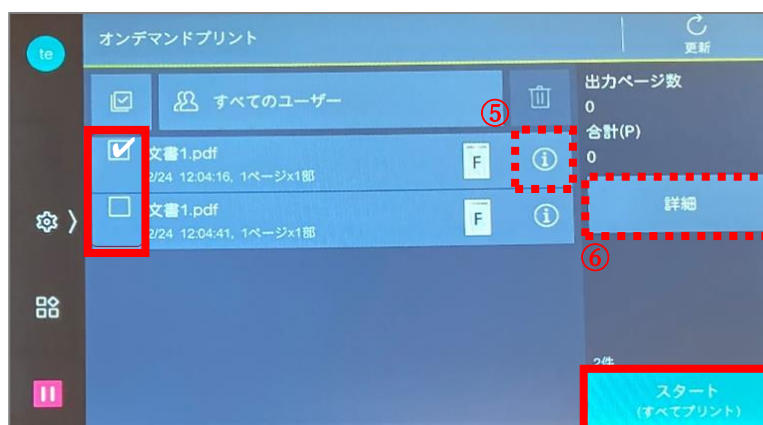 te
オンデマンドプリント
更新
すべてのユーザー
⑤
出力ページ数
0
合計(P)
0
文書1.pdf
2/24 12:04:16, 1ページx1部
F
詳細
文書1.pdf
2/24 12:04:41, 1ページx1部
F
⑥
2件
スタート
(すべてプリント)